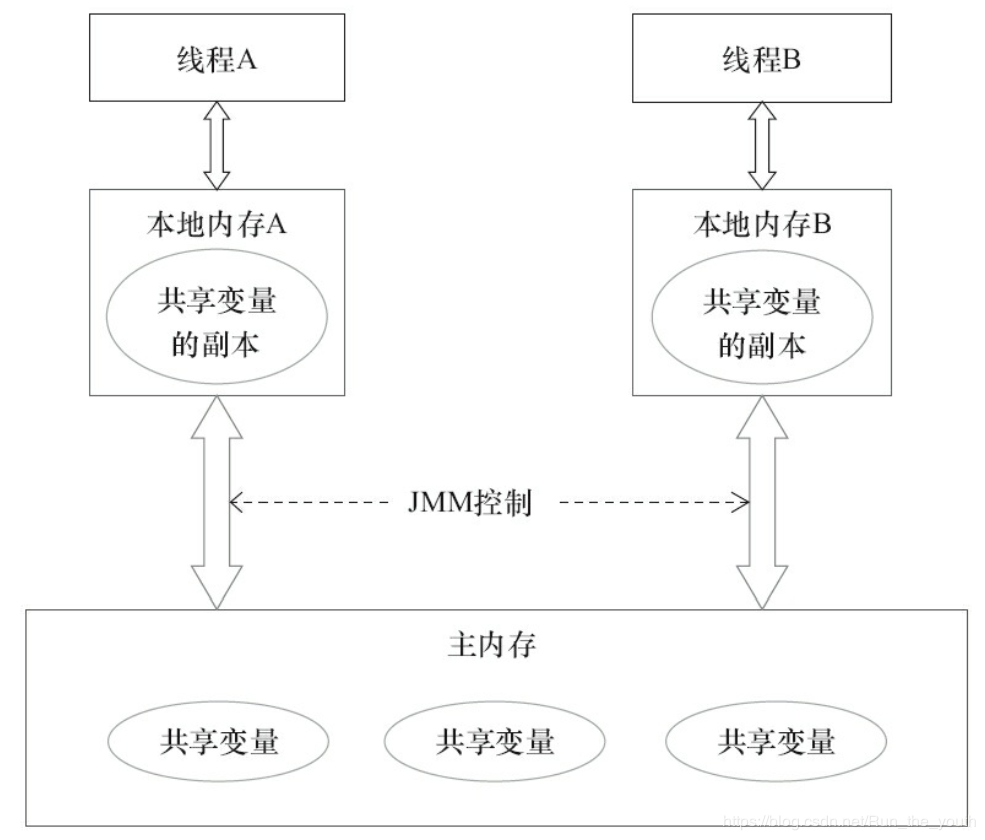 线程A
线程B
本地内存A
本地内存B
共享变量
的副本
共享变量
的副本
JMM控制
主内存
共享变量
共享变量
共享变量
https://blog.csdn.net/Run_the_youth